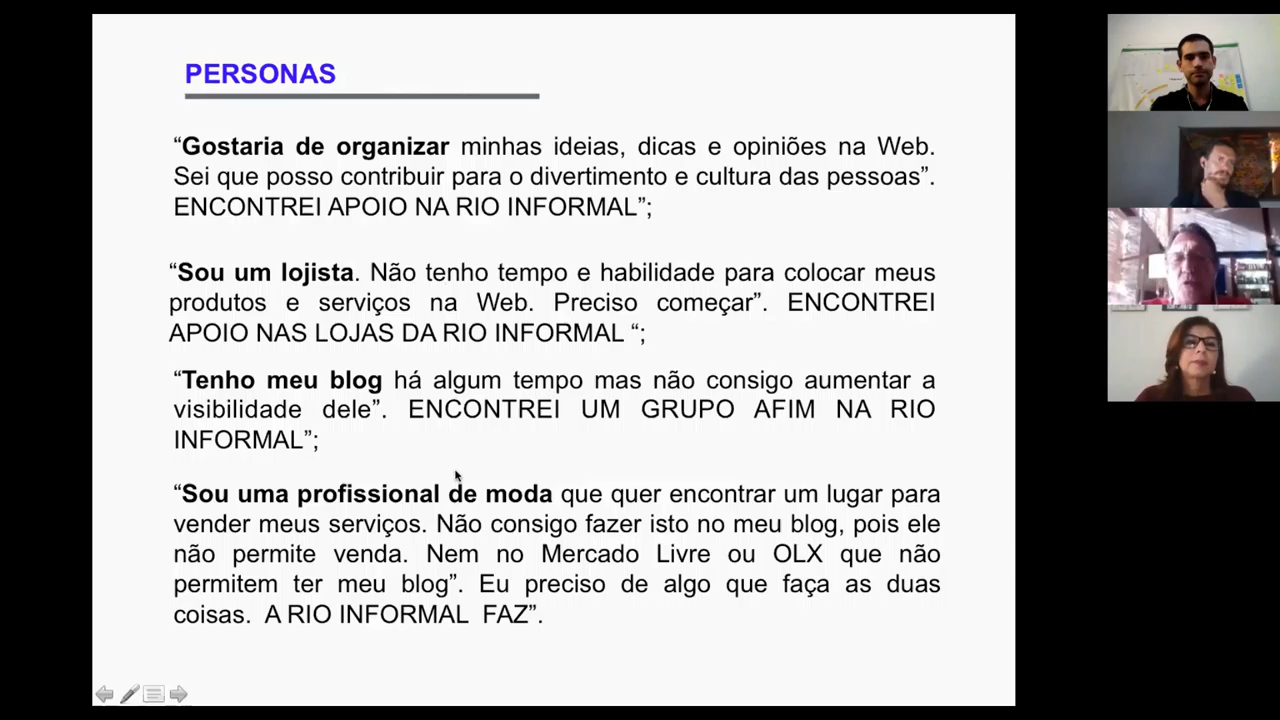 PERSONAS
“Gostaria de organizar minhas ideias, dicas e opiniões na Web.
Sei que posso contribuir para o divertimento e cultura das pessoas”.
ENCONTREI APOIO NA RIO INFORMAL”;
“Sou um lojista. Não tenho tempo e habilidade para colocar meus
produtos e serviços na Web. Preciso começar”. ENCONTREI
APOIO NAS LOJAS DA RIO INFORMAL “;
“Tenho meu blog há algum tempo mas não consigo aumentar a
visibilidade dele”. ENCONTREI UM GRUPO AFIM NA RIO
INFORMAL”;
“Sou uma profissional de moda que quer encontrar um lugar para
vender meus serviços. Não consigo fazer isto no meu blog, pois ele
não permite venda. Nem no Mercado Livre ou OLX que não
permitem ter meu blog”. Eu preciso de algo que faça as duas
coisas. A RIO INFORMAL FAZ”.